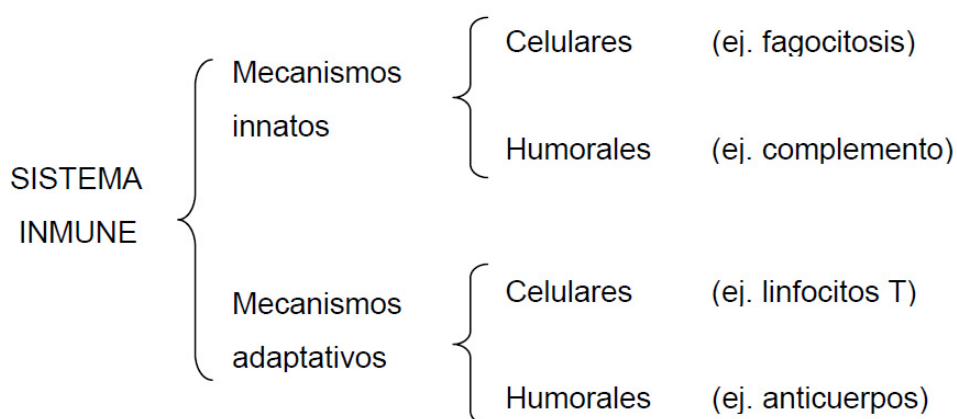 SISTEMA
INMUNE
Mecanismos
innatos
Celulares (ej. fagocitosis)
Humorales (ej. complemento)
Mecanismos
adaptativos
Celulares (ej. linfocitos T)
Humorales (ej. anticuerpos)